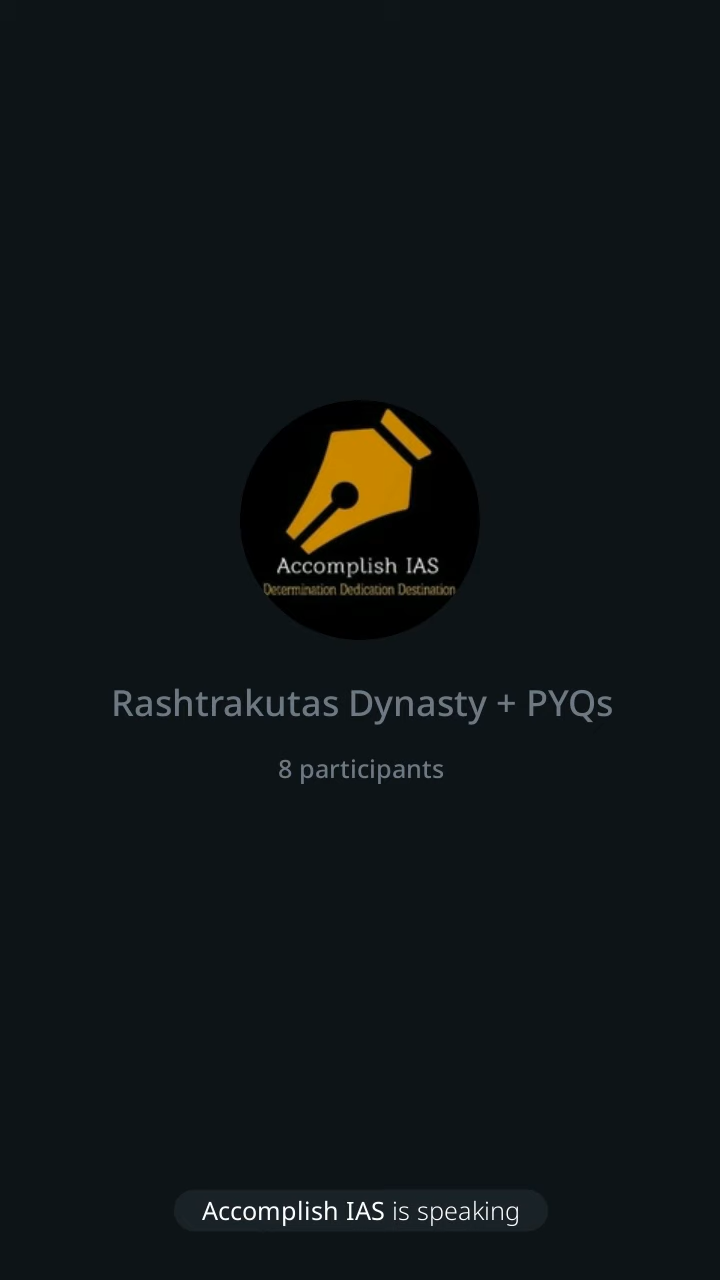 Accomplish IAS
Determination Dedication Destination
Rashtrakutas Dynasty + PYQs
8 participants
Accomplish IAS is speaking